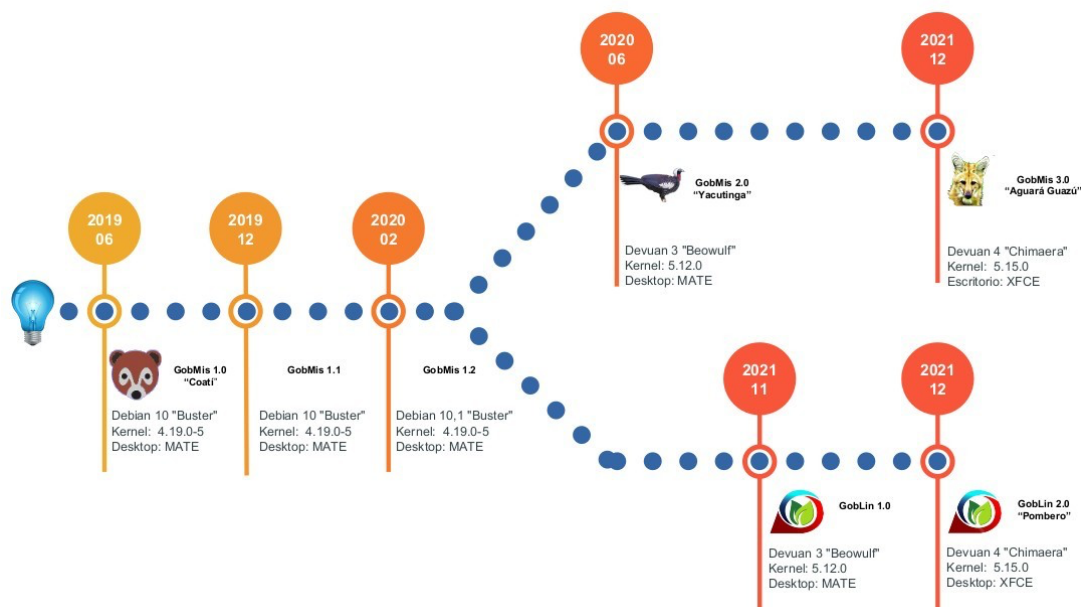 2020
06
2021
12
GobMis 2.0
“Yacutinga”
GobMis 3.0
“Aguará Guazú”
Devuan 3 "Beowulf"
Kernel: 5.12.0
Desktop: MATE
Devuan 4 "Chimaera"
Kernel:  5.15.0
Escritorio: XFCE
2019
06
2019
12
2020
02
GobMis 1.0
“Coatí”
GobMis 1.1
GobMis 1.2
Debian 10 "Buster"
Kernel:  4.19.0-5
Desktop: MATE
Debian 10 "Buster"
Kernel:  4.19.0-5
Desktop: MATE
Debian 10,1 "Buster"
Kernel:  4.19.0-5
Desktop: MATE
2021
11
2021
12
GobLin 1.0
GobLin 2.0
“Pombero”
Devuan 3 "Beowulf"
Kernel: 5.12.0
Desktop: MATE
Devuan 4 "Chimaera"
Kernel:  5.15.0
Desktop: XFCE